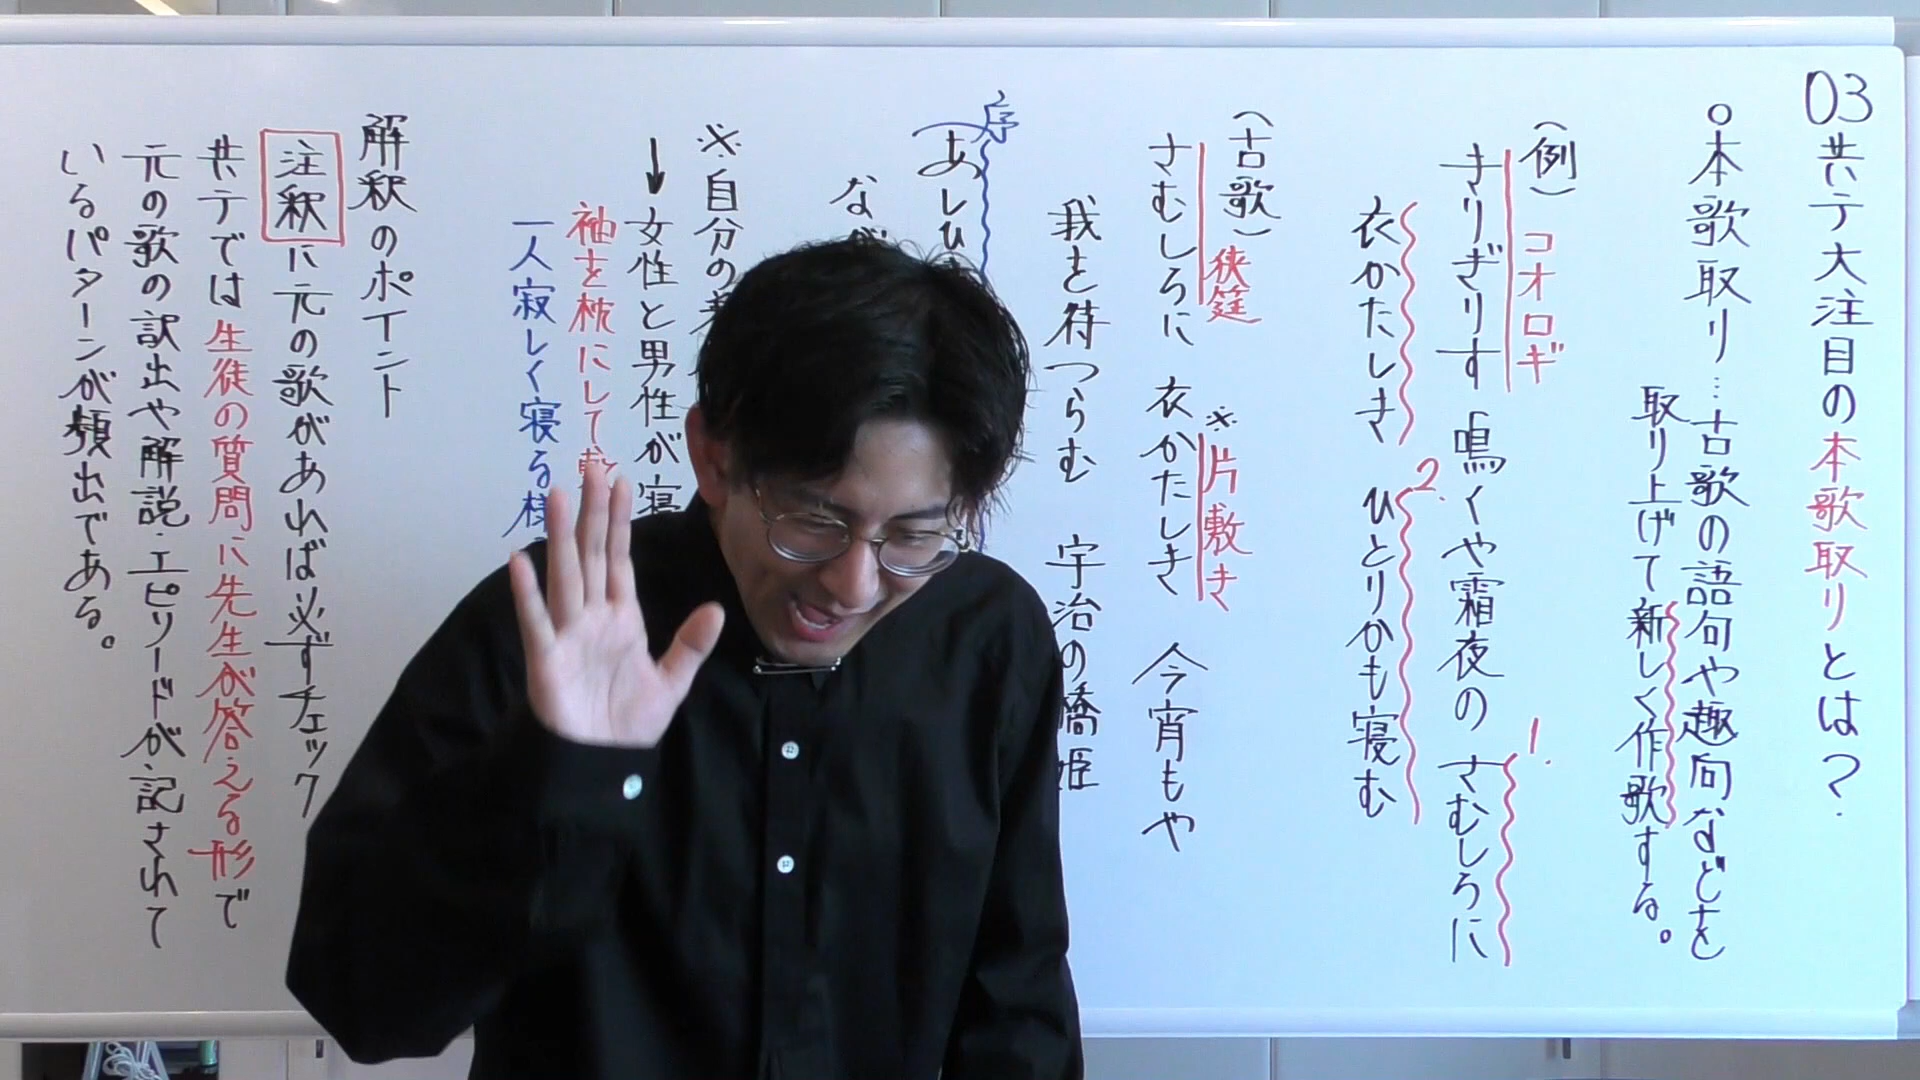 03 共テ大注目の本歌取りとは？
○本歌取り…古歌の語句や趣向などを
取り上げて新しく作歌する。
（例）コオロギ
きりぎりす 鳴くや霜夜の さむしろに
1.
衣かたしき ひとりかも寝む
2.
（古歌）狭筵
※片敷き
さむしろに 衣かたしき 今宵もや
我を待つらむ 宇治の橋姫
序
あしひ
なが
※自分の
↓女性と男性が寝
袖を枕にして敷
一人寂しく寝る様
解釈のポイント
注釈に元の歌があれば必ずチェック
共テでは生徒の質問に先生が答える形で
元の歌の訳出や解説・エピソードが記されて
いるパターンが頻出である。